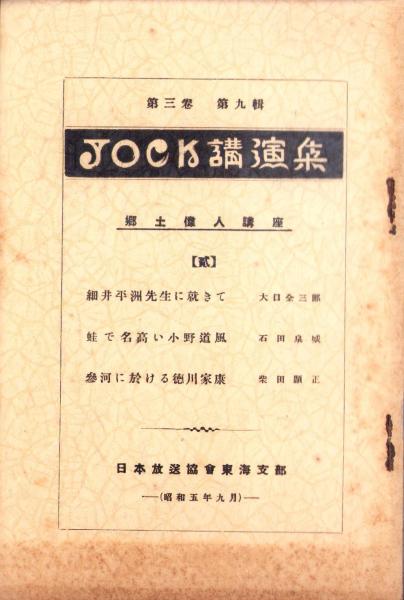 第三卷 第九輯
JOCK講演集
鄕土偉人講座
【貳】
細井平洲先生に就きて 大口全三郎
蛙で名高い小野道風 石田泉城
參河に於ける德川家康 柴田顯正
日本放送協會東海支部
—(昭和五年九月)—